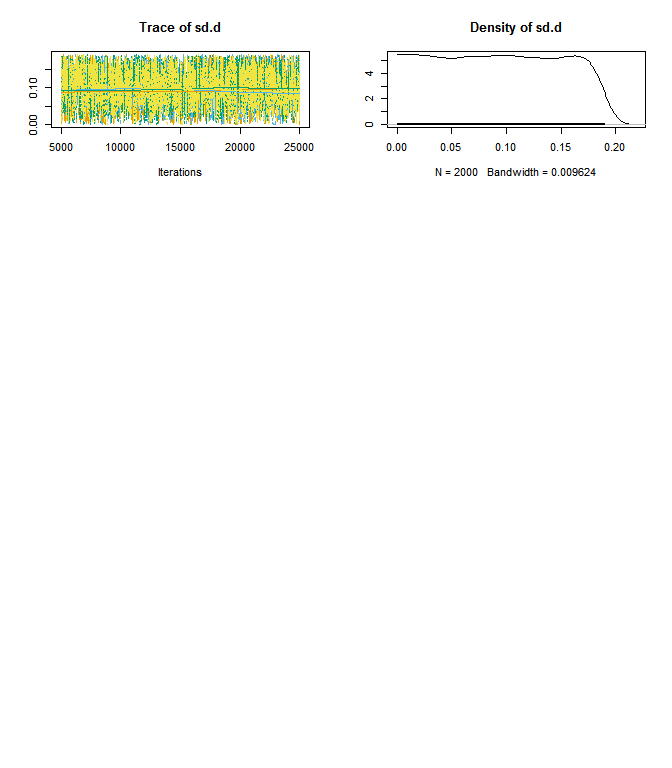 Trace of sd.d
0.00 0.10
5000 10000 15000 20000 25000
Iterations
Density of sd.d
0 2 4
0.00 0.05 0.10 0.15 0.20
N = 2000 Bandwidth = 0.009624